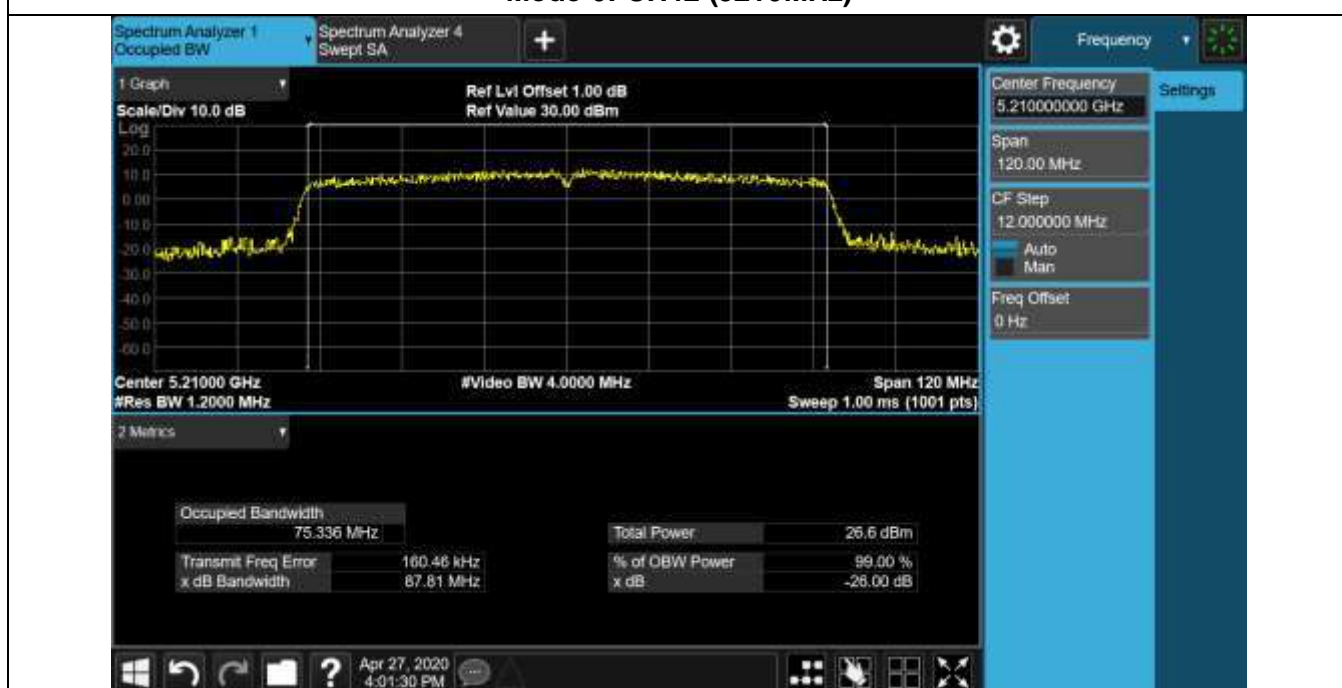 Spectrum Analyzer 1
Occupied BW
Spectrum Analyzer 4
Swept SA
+
Frequency
1 Graph
Scale/Div 10.0 dB
Ref Lvl Offset 1.00 dB
Ref Value 30.00 dBm
Log
20.0
10.0
0.00
-10.0
-20.0
-30.0
-40.0
-50.0
-60.0
Center 5.21000 GHz
#Res BW 1.2000 MHz
#Video BW 4.0000 MHz
Span 120 MHz
Sweep 1.00 ms (1001 pts)
Center Frequency
5.210000000 GHz
Settings
Span
120.00 MHz
CF Step
12.000000 MHz
Auto
Man
Freq Offset
0 Hz
2 Metrics
Occupied Bandwidth
75.336 MHz
Transmit Freq Error 160.46 kHz
x dB Bandwidth 87.81 MHz
Total Power 26.6 dBm
% of OBW Power 99.00 %
x dB -26.00 dB
?
Apr 27, 2020
4:01:30 PM